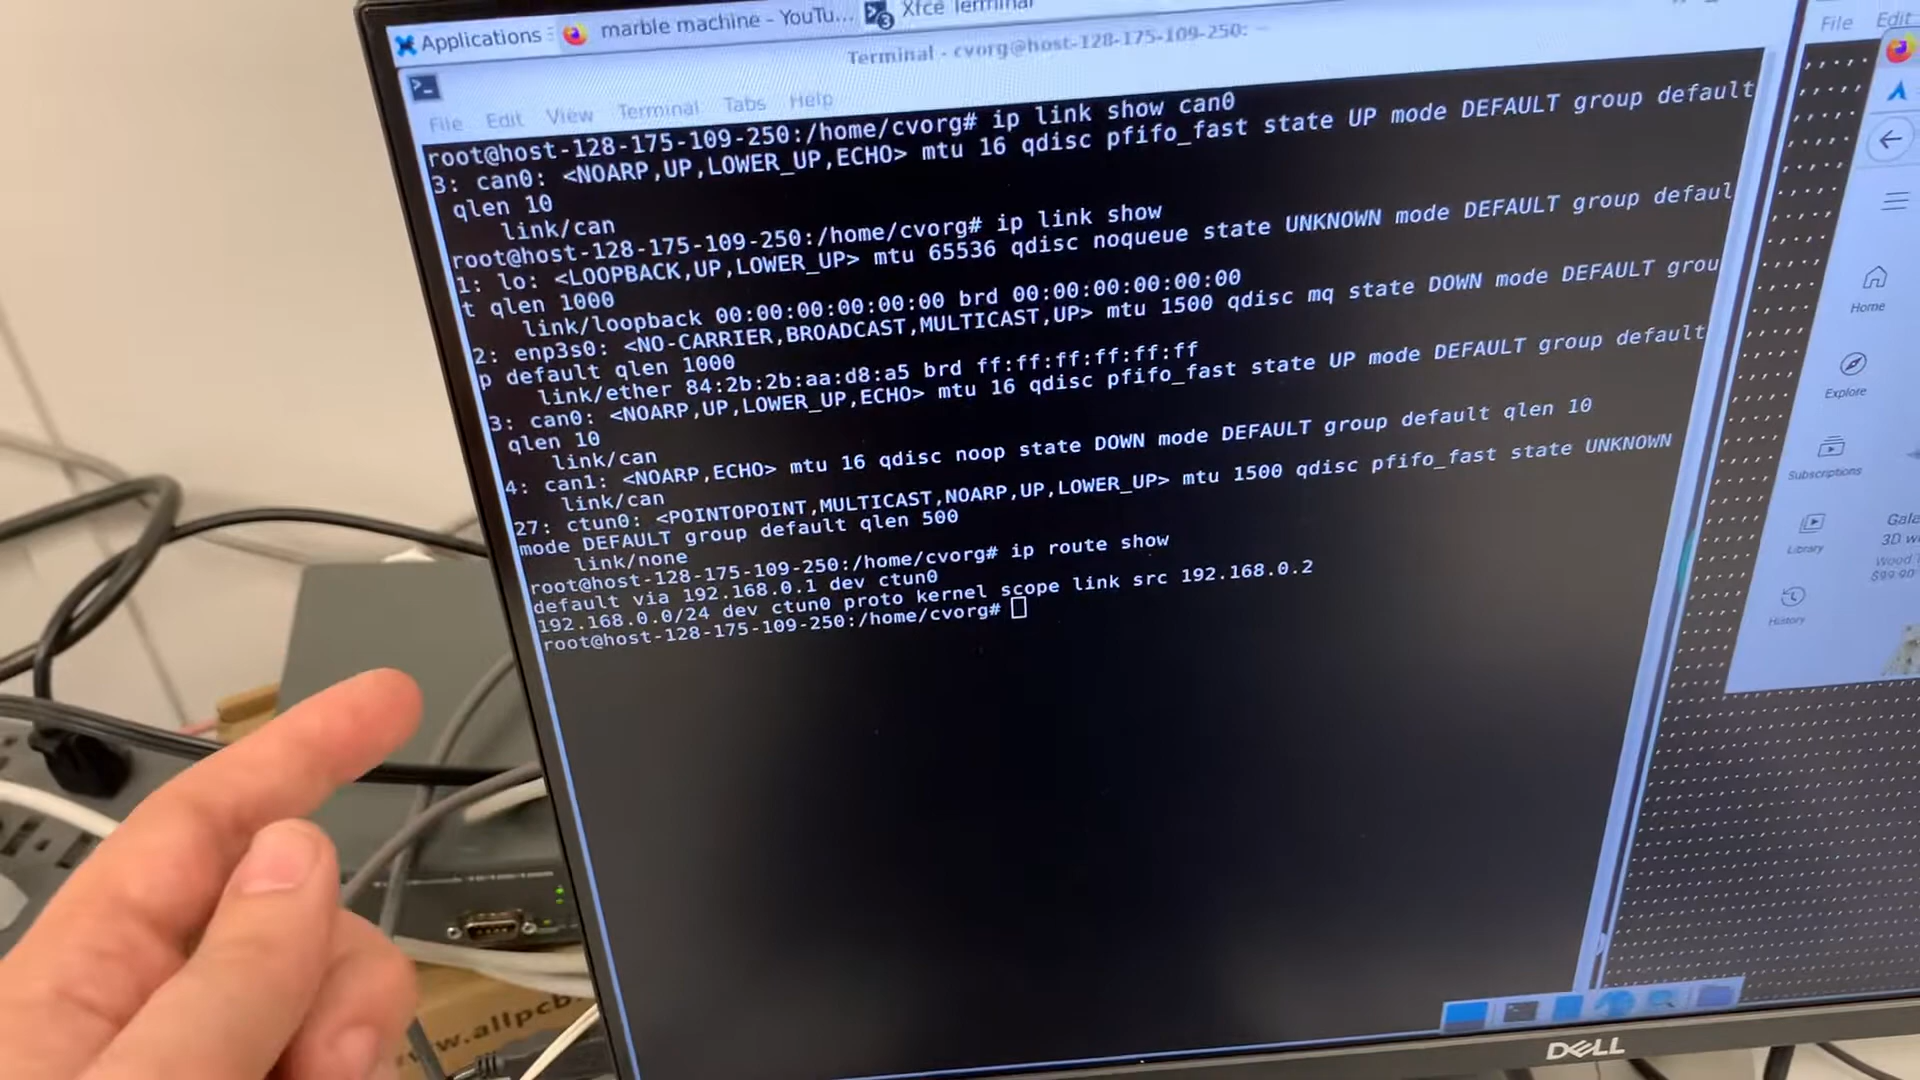 Applications
marble machine - YouTu...
3
Xfce Terminal
Terminal - cvorg@host-128-175-109-250: ~
File Edit View Terminal Tabs Help
root@host-128-175-109-250:/home/cvorg# ip link show can0
3: can0: <NOARP,UP,LOWER_UP,ECHO> mtu 16 qdisc pfifo_fast state UP mode DEFAULT group default
qlen 10
link/can
root@host-128-175-109-250:/home/cvorg# ip link show
1: lo: <LOOPBACK,UP,LOWER_UP> mtu 65536 qdisc noqueue state UNKNOWN mode DEFAULT group defaul
t qlen 1000
link/loopback 00:00:00:00:00:00 brd 00:00:00:00:00:00
2: enp3s0: <NO-CARRIER,BROADCAST,MULTICAST,UP> mtu 1500 qdisc mq state DOWN mode DEFAULT grou
p default qlen 1000
link/ether 84:2b:2b:aa:d8:a5 brd ff:ff:ff:ff:ff:ff
3: can0: <NOARP,UP,LOWER_UP,ECHO> mtu 16 qdisc pfifo_fast state UP mode DEFAULT group default
qlen 10
link/can
4: can1: <NOARP,ECHO> mtu 16 qdisc noop state DOWN mode DEFAULT group default qlen 10
link/can
27: ctun0: <POINTOPOINT,MULTICAST,NOARP,UP,LOWER_UP> mtu 1500 qdisc pfifo_fast state UNKNOWN
mode DEFAULT group default qlen 500
link/none
root@host-128-175-109-250:/home/cvorg# ip route show
default via 192.168.0.1 dev ctun0
192.168.0.0/24 dev ctun0 proto kernel scope link src 192.168.0.2
root@host-128-175-109-250:/home/cvorg#
File Edit
Home
Explore
Subscriptions
Library
History
Gale
3D w
Wood
$99.90
www.allpcb.
DELL